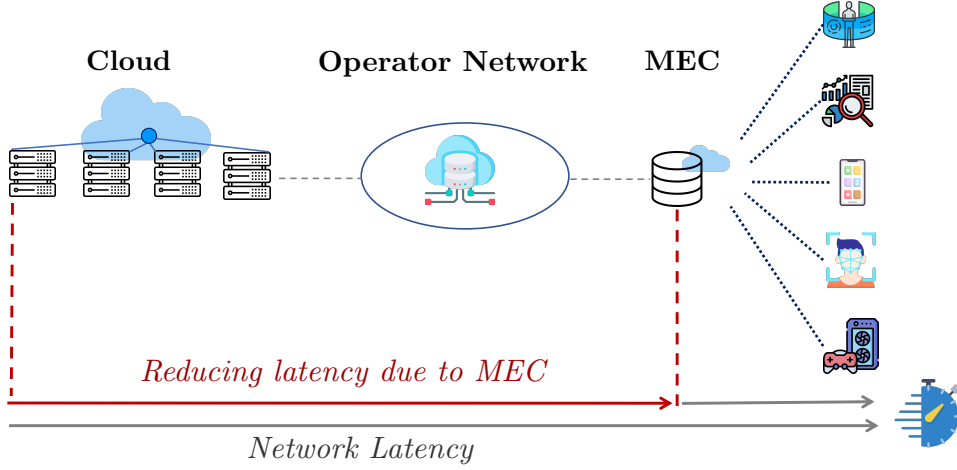 Cloud
Operator Network
MEC
Reducing latency due to MEC
Network Latency